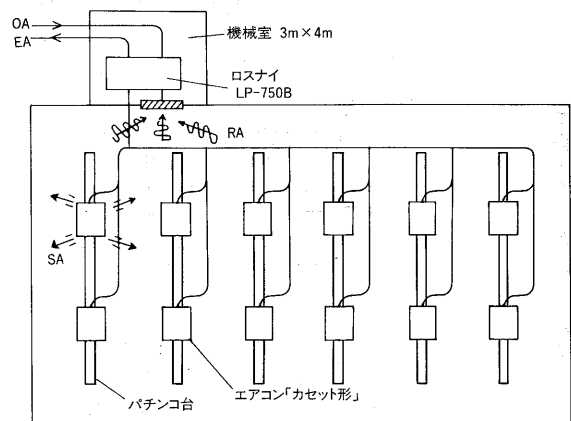 OA
EA
機械室 3m×4m
ロスナイ
LP-750B
RA
SA
パチンコ台
エアコン「カセット形」